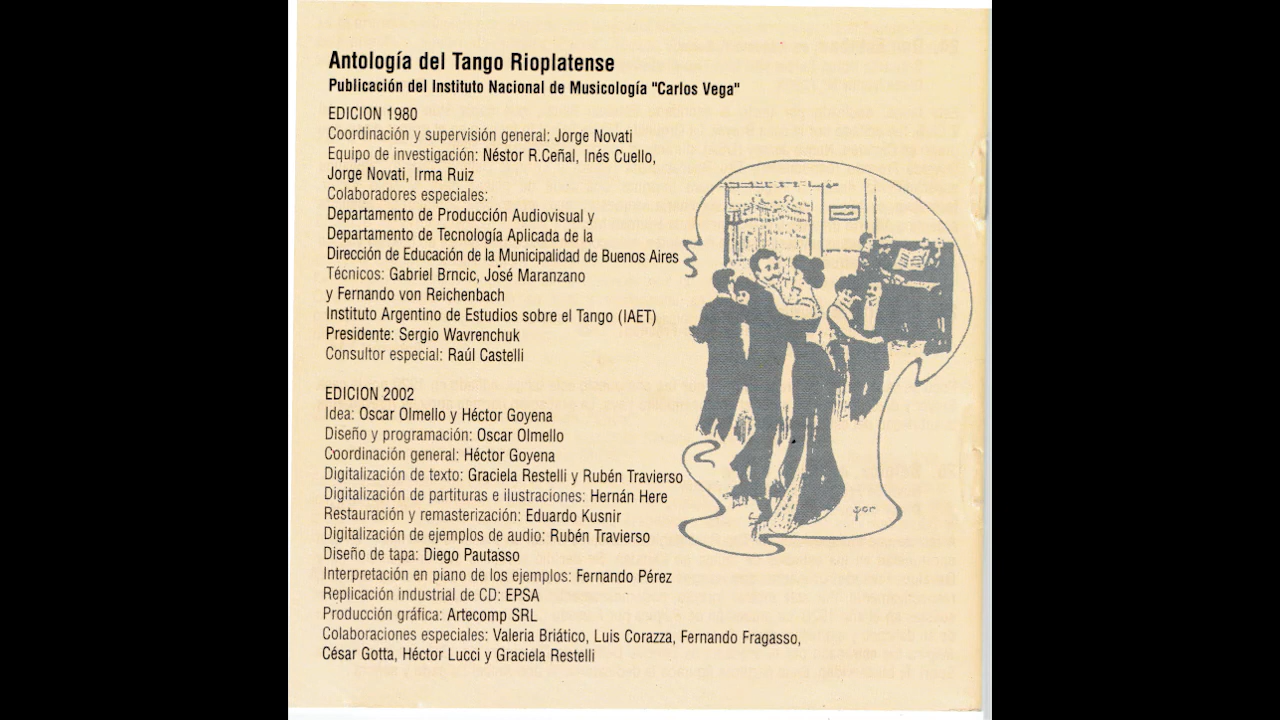 Antología del Tango Rioplatense
Publicación del Instituto Nacional de Musicología "Carlos Vega"
EDICION 1980
Coordinación y supervisión general: Jorge Novati
Equipo de investigación: Néstor R.Ceñal, Inés Cuello,
Jorge Novati, Irma Ruiz
Colaboradores especiales:
Departamento de Producción Audiovisual y
Departamento de Tecnología Aplicada de la
Dirección de Educación de la Municipalidad de Buenos Aires
Técnicos: Gabriel Brncic, José Maranzano
y Fernando von Reichenbach
Instituto Argentino de Estudios sobre el Tango (IAET)
Presidente: Sergio Wavrenchuk
Consultor especial: Raúl Castelli
EDICION 2002
Idea: Oscar Olmello y Héctor Goyena
Diseño y programación: Oscar Olmello
Coordinación general: Héctor Goyena
Digitalización de texto: Graciela Restelli y Rubén Travierso
Digitalización de partituras e ilustraciones: Hernán Here
Restauración y remasterización: Eduardo Kusnir
Digitalización de ejemplos de audio: Rubén Travierso
Diseño de tapa: Diego Pautasso
Interpretación en piano de los ejemplos: Fernando Pérez
Replicación industrial de CD: EPSA
Producción gráfica: Artecomp SRL
Colaboraciones especiales: Valeria Briático, Luis Corazza, Fernando Fragasso,
César Gotta, Héctor Lucci y Graciela Restelli